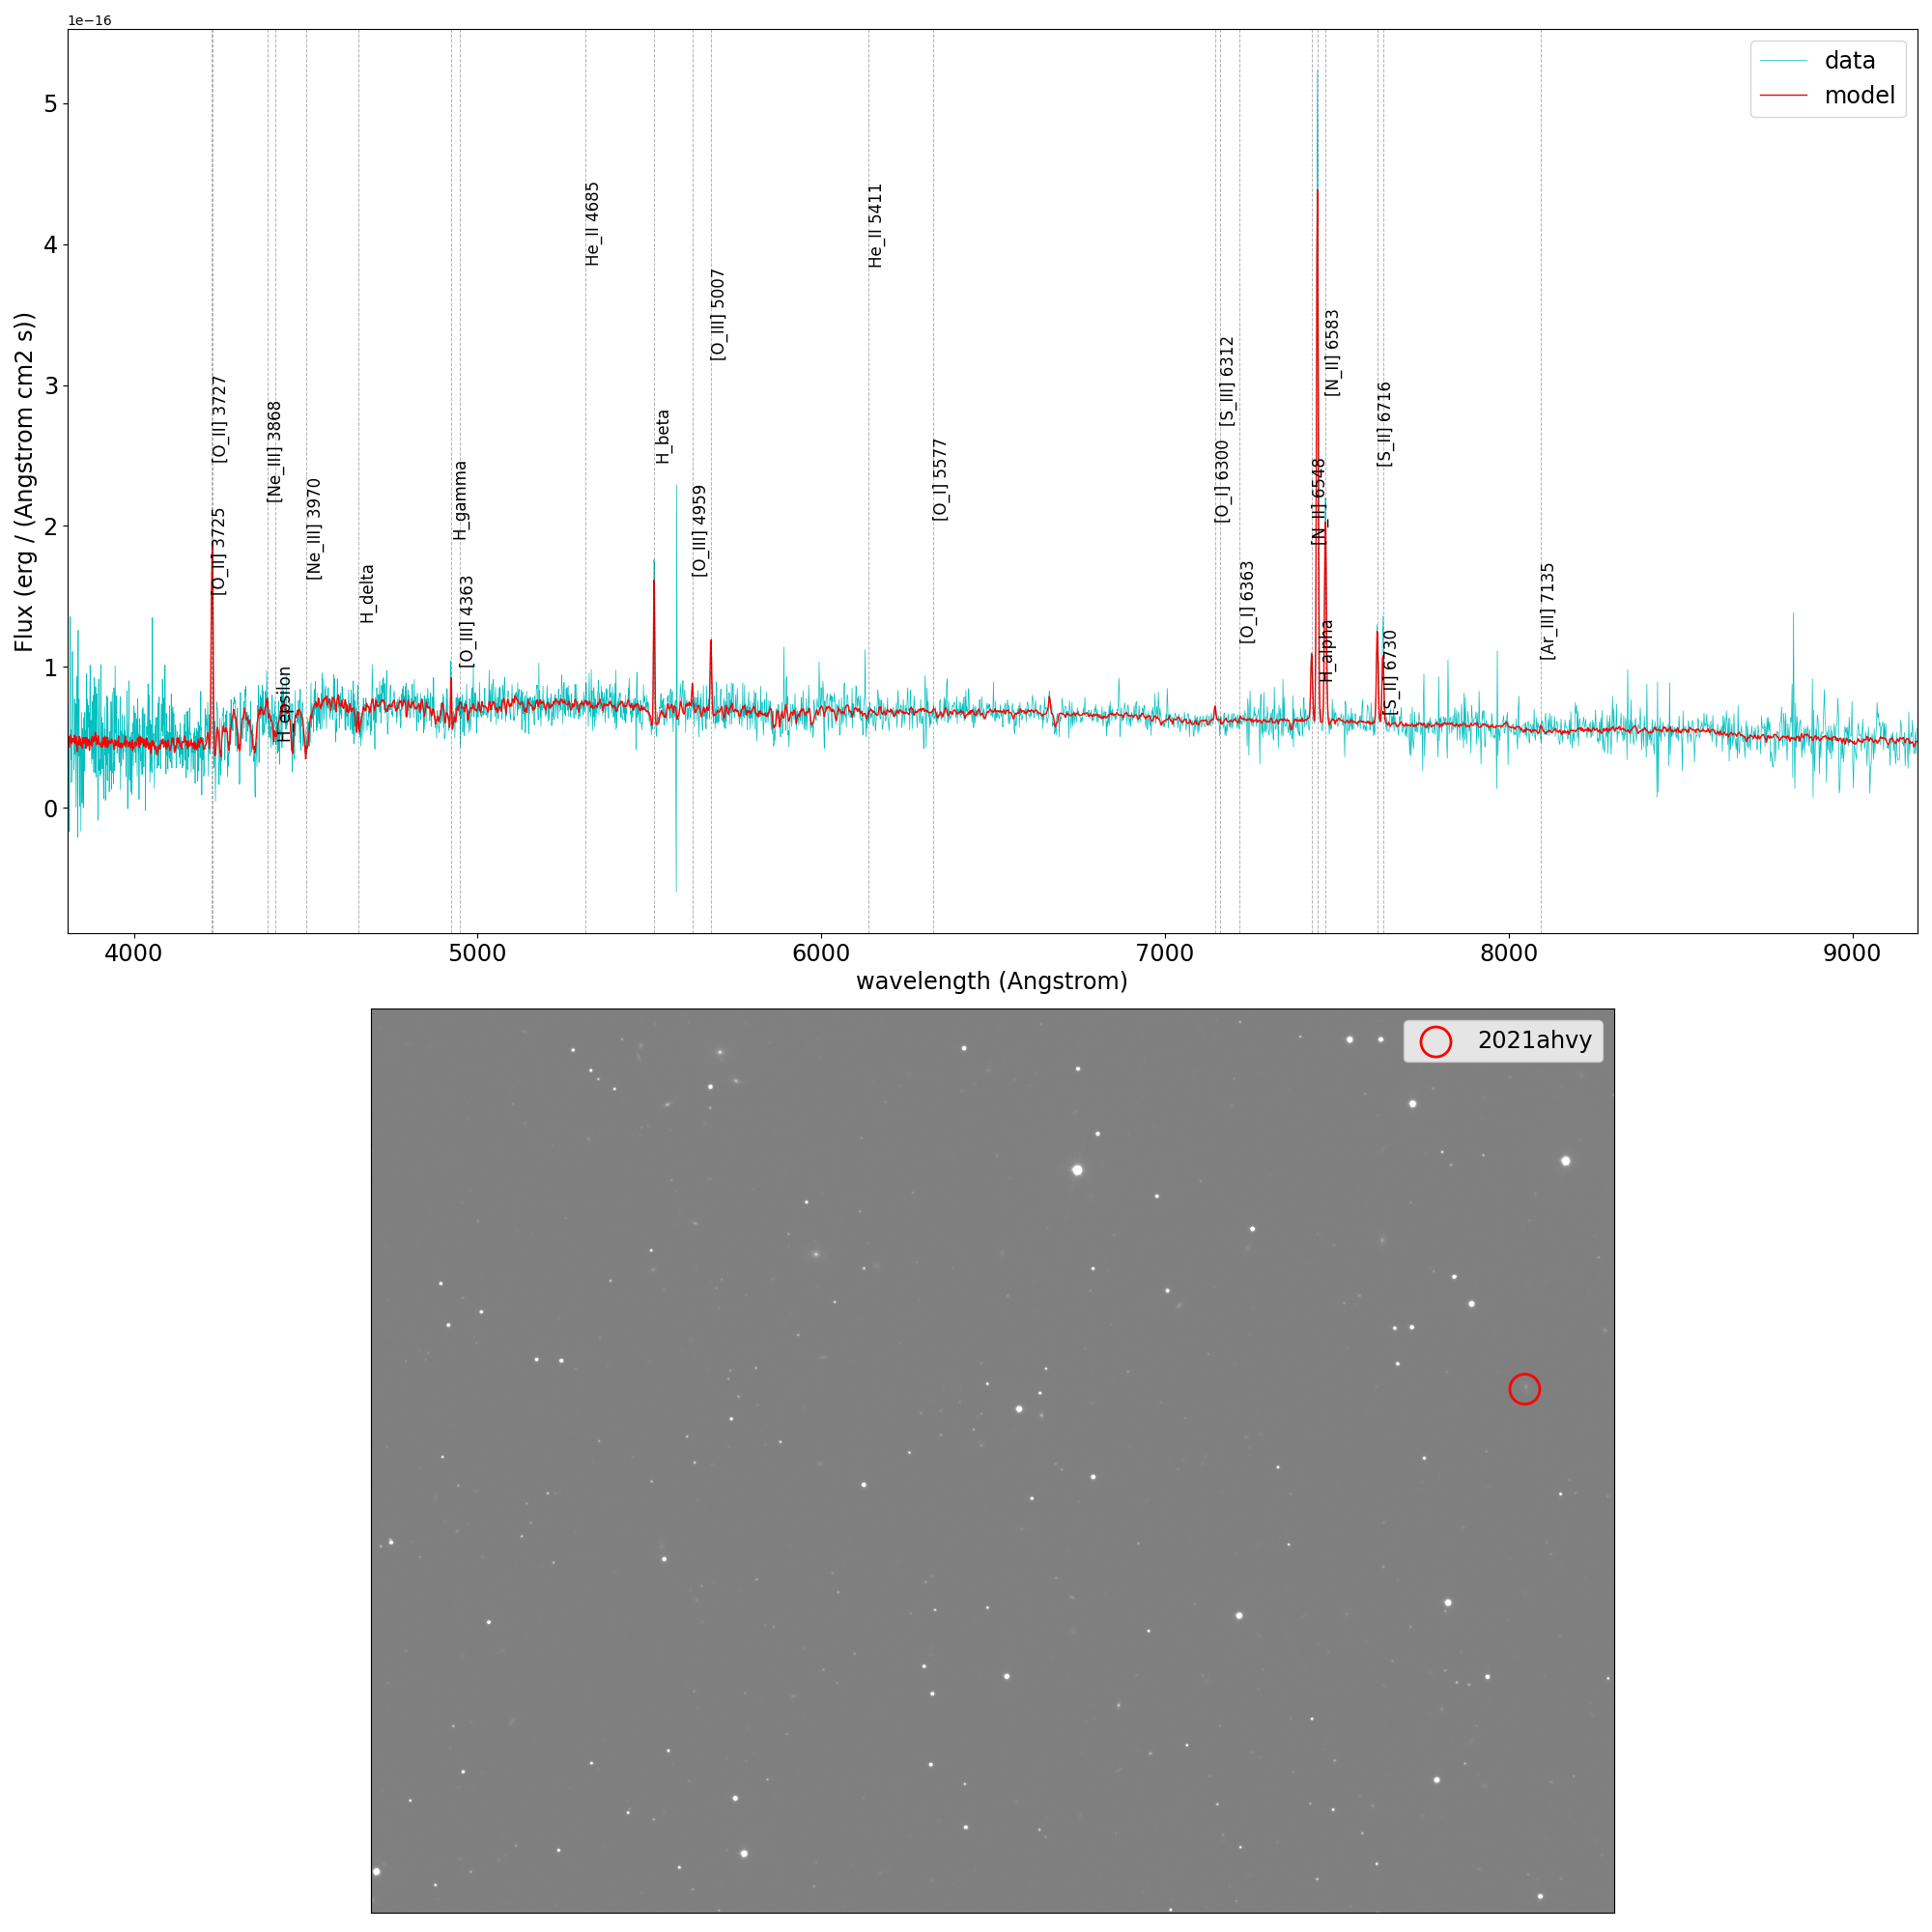 1e−16
data
model
5
4
3
2
1
0
Flux (erg / (Angstrom cm2 s))
[O_II] 3725
[O_II] 3727
[Ne_III] 3868
H_epsilon
[Ne_III] 3970
H_delta
H_gamma
[O_III] 4363
He_II 4685
H_beta
[O_III] 4959
[O_III] 5007
He_II 5411
[O_I] 5577
[O_I] 6300
[S_III] 6312
[O_I] 6363
[N_II] 6548
H_alpha
[N_II] 6583
[S_II] 6716
[S_II] 6730
[Ar_III] 7135
4000 5000 6000 7000 8000 9000
wavelength (Angstrom)
2021ahvy